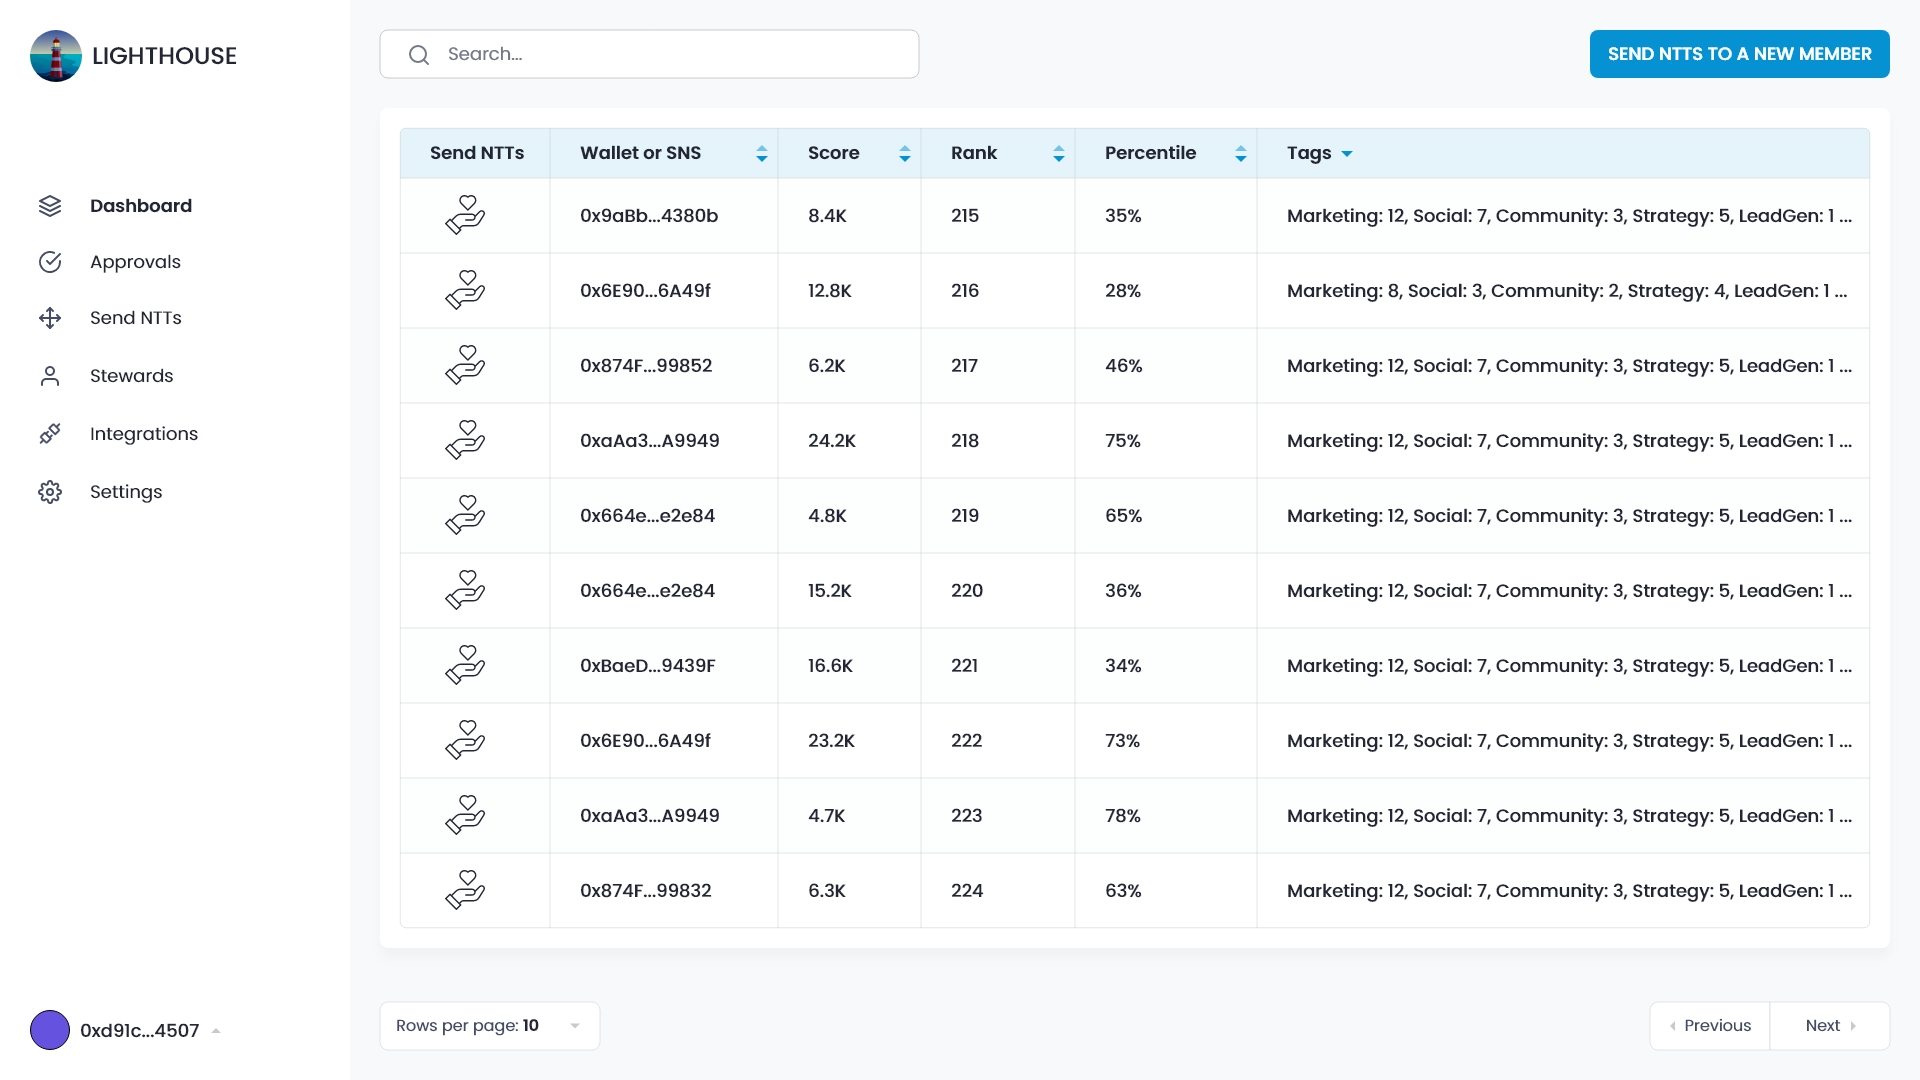 LIGHTHOUSE
Search...
SEND NTTS TO A NEW MEMBER
Dashboard
Approvals
Send NTTs
Stewards
Integrations
Settings
0xd91c...4507
Send NTTs Wallet or SNS Score Rank Percentile Tags
0x9aBb...4380b 8.4K 215 35% Marketing: 12, Social: 7, Community: 3, Strategy: 5, LeadGen: 1 ...
0x6E90...6A49f 12.8K 216 28% Marketing: 8, Social: 3, Community: 2, Strategy: 4, LeadGen: 1 ...
0x874F...99852 6.2K 217 46% Marketing: 12, Social: 7, Community: 3, Strategy: 5, LeadGen: 1 ...
0xaAa3...A9949 24.2K 218 75% Marketing: 12, Social: 7, Community: 3, Strategy: 5, LeadGen: 1 ...
0x664e...e2e84 4.8K 219 65% Marketing: 12, Social: 7, Community: 3, Strategy: 5, LeadGen: 1 ...
0x664e...e2e84 15.2K 220 36% Marketing: 12, Social: 7, Community: 3, Strategy: 5, LeadGen: 1 ...
0xBaeD...9439F 16.6K 221 34% Marketing: 12, Social: 7, Community: 3, Strategy: 5, LeadGen: 1 ...
0x6E90...6A49f 23.2K 222 73% Marketing: 12, Social: 7, Community: 3, Strategy: 5, LeadGen: 1 ...
0xaAa3...A9949 4.7K 223 78% Marketing: 12, Social: 7, Community: 3, Strategy: 5, LeadGen: 1 ...
0x874F...99832 6.3K 224 63% Marketing: 12, Social: 7, Community: 3, Strategy: 5, LeadGen: 1 ...
Rows per page: 10
Previous
Next